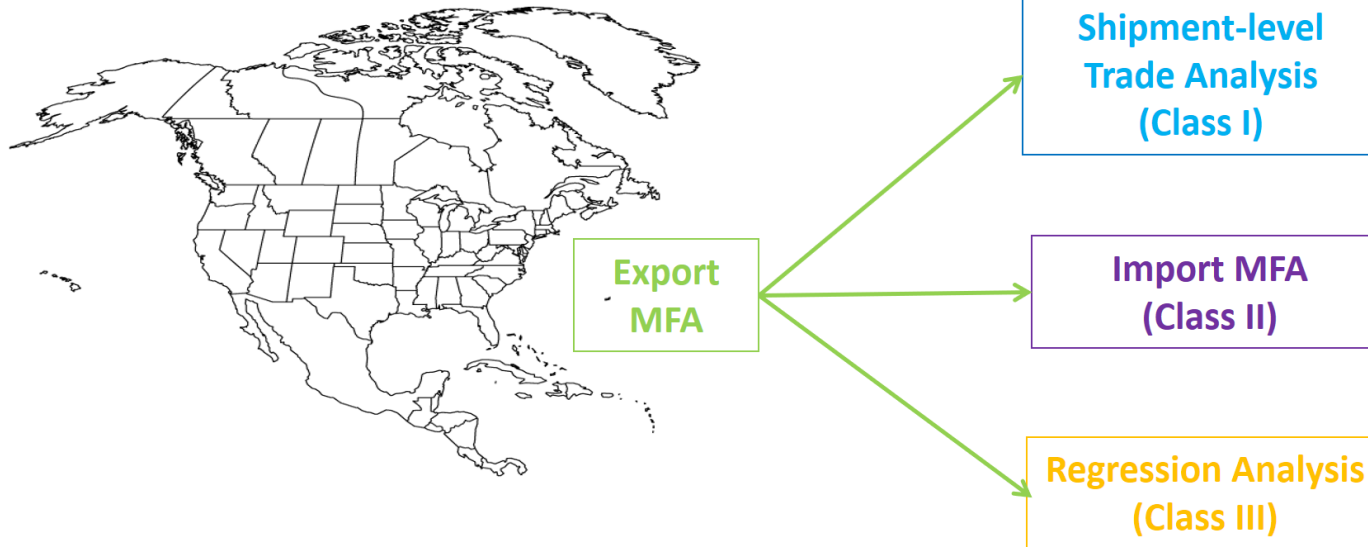 Shipment-level
Trade Analysis
(Class I)
Export
MFA
Import MFA
(Class II)
Regression Analysis
(Class III)